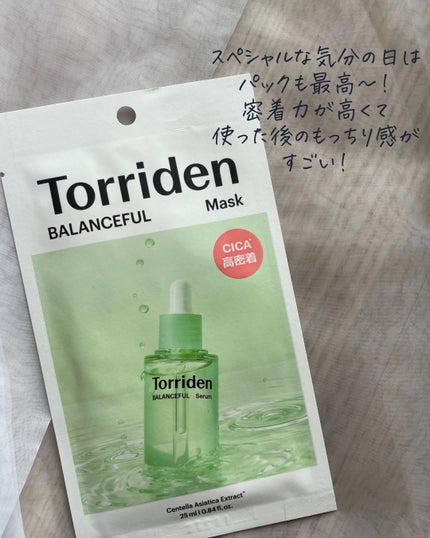 スペシャルな気分の日は
パックも最高〜!
密着力が高くて
使った後のもっちり感が
すごい!
Torriden
BALANCEFUL Mask
CICA*
高密着
Torriden
BALANCEFUL Serum
Centella Asiatica Extract*
25 ml | 0.84 fl. oz.